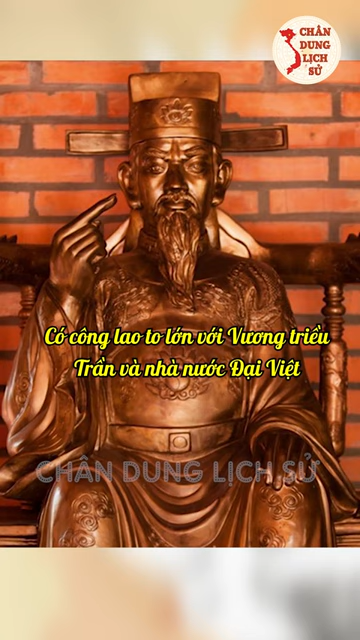 CHÂN
DUNG
LỊCH
SỬ
Có công lao to lớn với Vương triều
Trần và nhà nước Đại Việt
CHÂN DUNG LỊCH SỬ